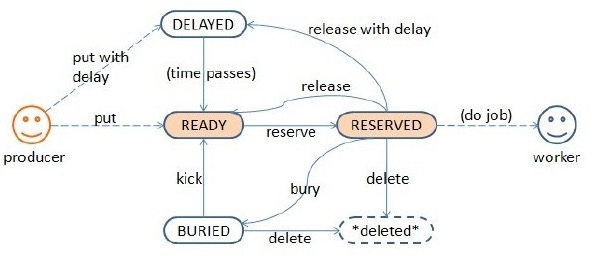 DELAYED
release with delay
put with
delay
(time passes)
release
put
READY
reserve
RESERVED
(do job)
producer
worker
kick
bury
delete
BURIED
delete
*deleted*